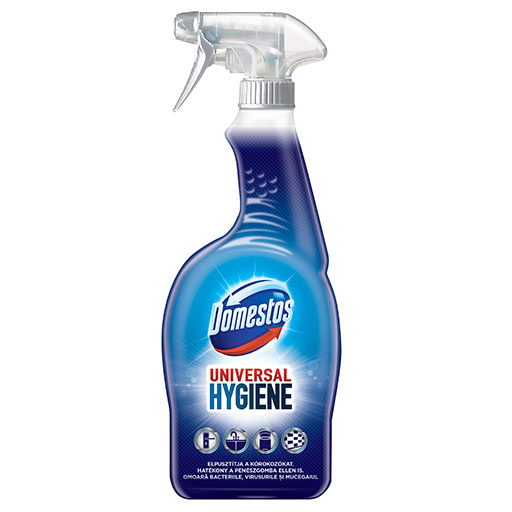 Domestos
UNIVERSAL
HYGIENE
ELPUSZTÍTJA A KÓROKOZÓKAT.
HATÉKONY A PENÉSZGOMBA ELLEN IS.
OMOARĂ BACTERIILE, VIRUSURILE ȘI MUCEGAIUL